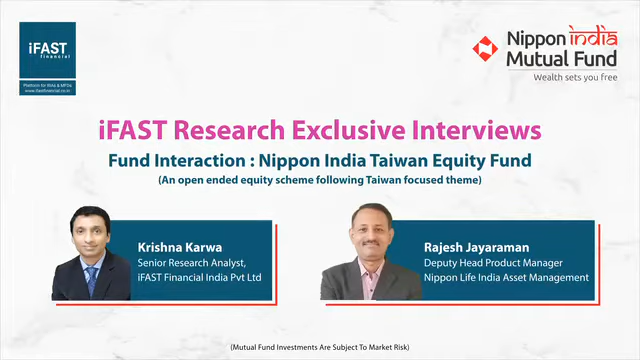 iFAST
financial
Platform for RIAs & MFDs
www.ifastfinancial.co.in
Nippon india
Mutual Fund
Wealth sets you free
iFAST Research Exclusive Interviews
Fund Interaction : Nippon India Taiwan Equity Fund
(An open ended equity scheme following Taiwan focused theme)
Krishna Karwa
Senior Research Analyst,
iFAST Financial India Pvt Ltd
Rajesh Jayaraman
Deputy Head Product Manager
Nippon Life India Asset Management
(Mutual Fund Investments Are Subject To Market Risk)